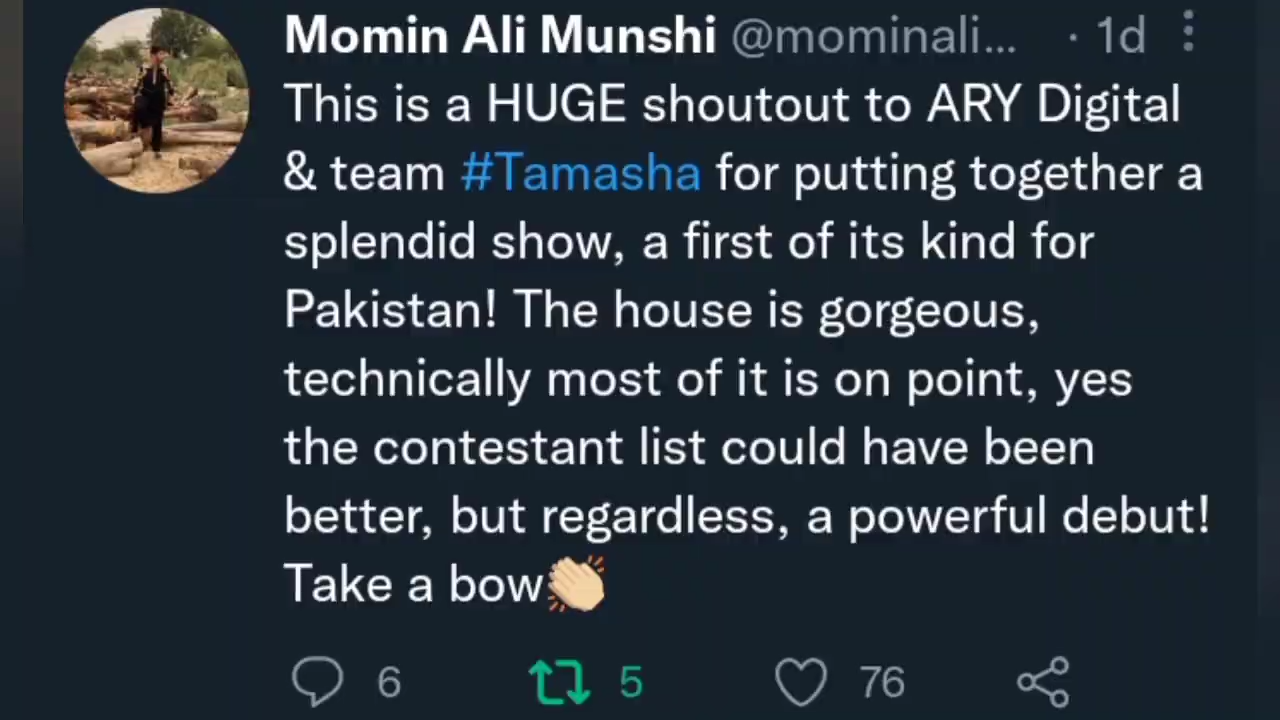 Momin Ali Munshi @mominali... · 1d
This is a HUGE shoutout to ARY Digital
& team #Tamasha for putting together a
splendid show, a first of its kind for
Pakistan! The house is gorgeous,
technically most of it is on point, yes
the contestant list could have been
better, but regardless, a powerful debut!
Take a bow👏🏼
6 5 76